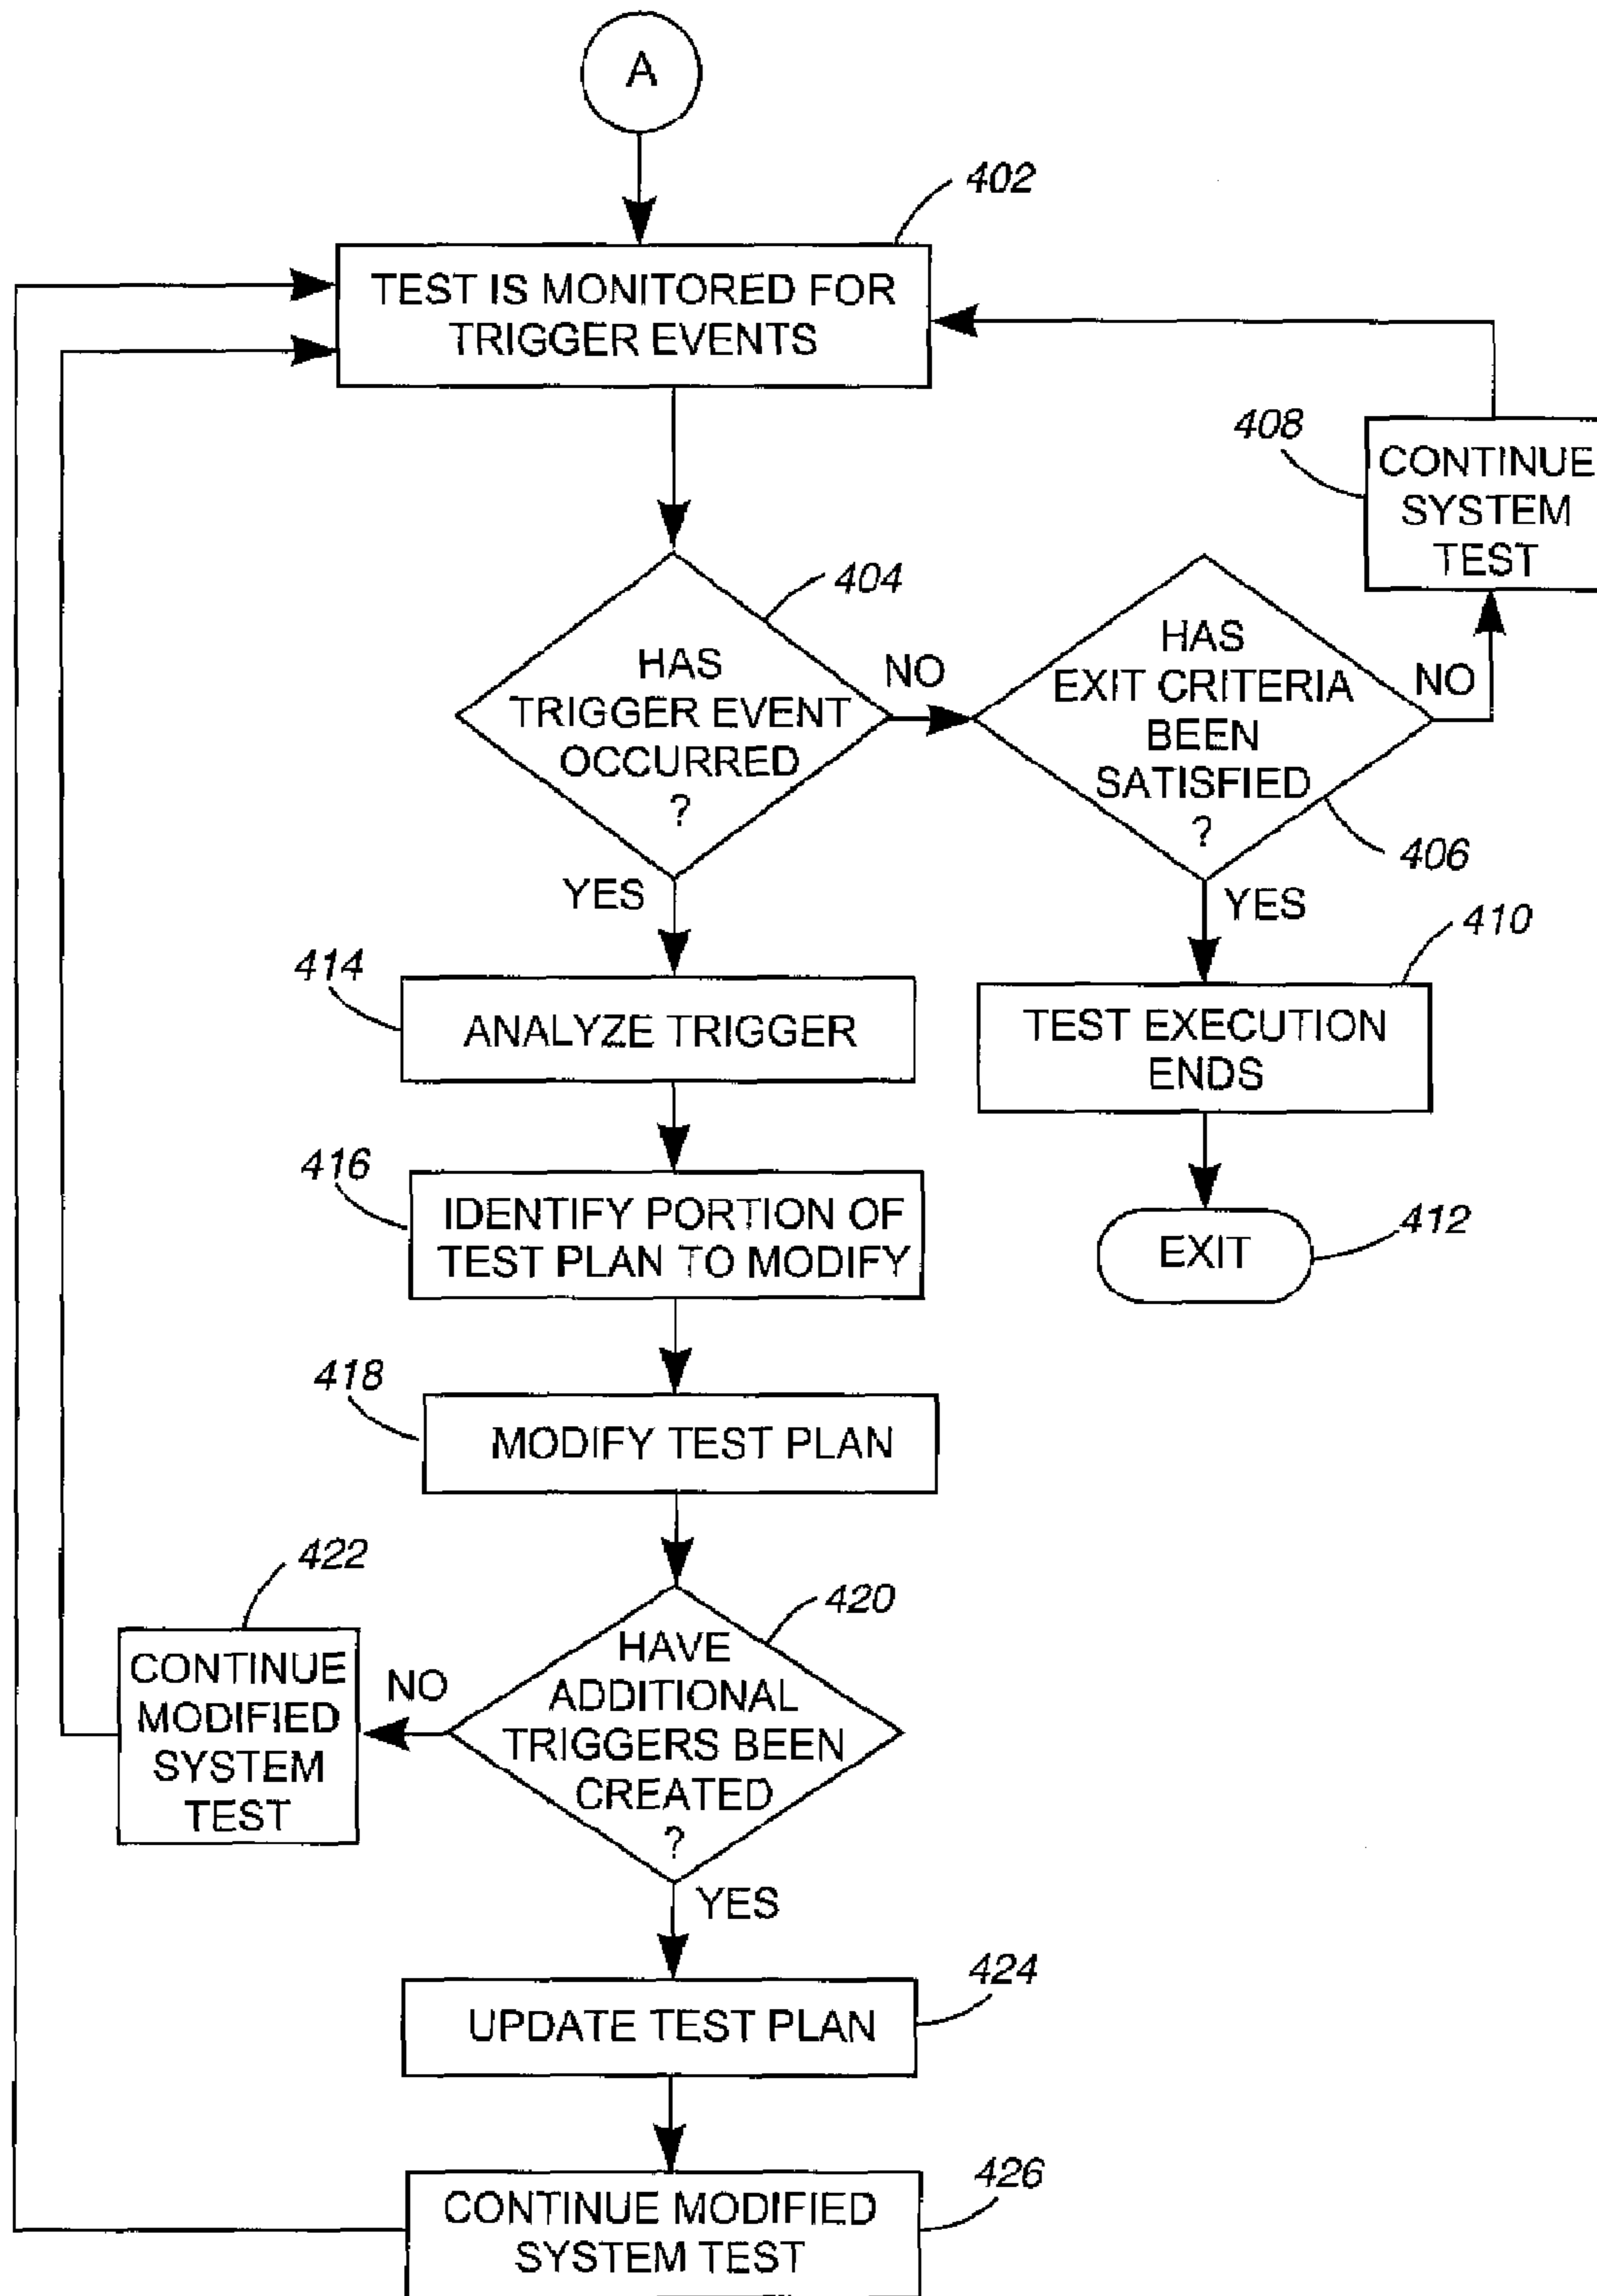 A
402
TEST IS MONITORED FOR
TRIGGER EVENTS
408
CONTINUE
SYSTEM
TEST
404
HAS
TRIGGER EVENT
OCCURRED
?
NO
HAS
EXIT CRITERIA
BEEN
SATISFIED
?
NO
406
YES
YES
410
414
ANALYZE TRIGGER
TEST EXECUTION
ENDS
416
IDENTIFY PORTION OF
TEST PLAN TO MODIFY
EXIT
412
418
MODIFY TEST PLAN
422
CONTINUE
MODIFIED
SYSTEM
TEST
NO
420
HAVE
ADDITIONAL
TRIGGERS BEEN
CREATED
?
YES
424
UPDATE TEST PLAN
426
CONTINUE MODIFIED
SYSTEM TEST